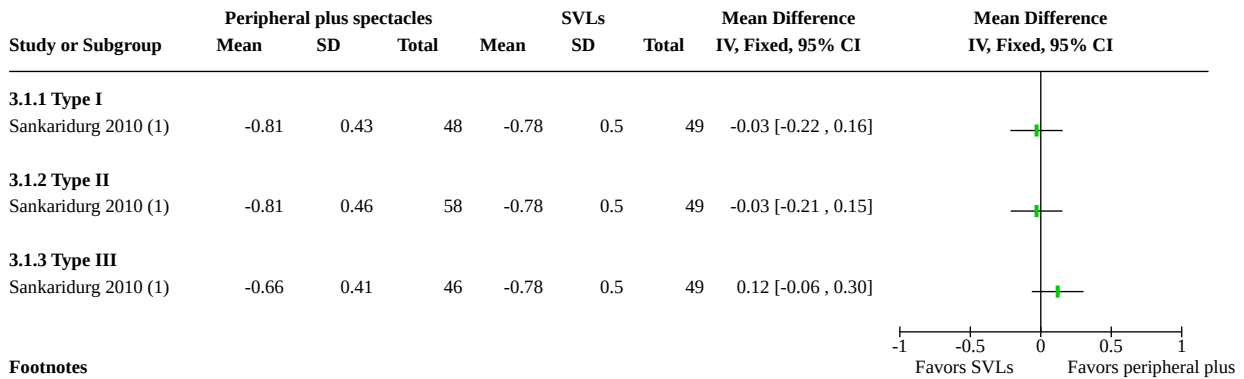 Peripheral plus spectacles SVLs Mean Difference Mean Difference
Study or Subgroup Mean SD Total Mean SD Total IV, Fixed, 95% CI IV, Fixed, 95% CI
3.1.1 Type I
Sankaridurg 2010 (1) -0.81 0.43 48 -0.78 0.5 49 -0.03 [-0.22 , 0.16]
3.1.2 Type II
Sankaridurg 2010 (1) -0.81 0.46 58 -0.78 0.5 49 -0.03 [-0.21 , 0.15]
3.1.3 Type III
Sankaridurg 2010 (1) -0.66 0.41 46 -0.78 0.5 49 0.12 [-0.06 , 0.30]
-1 -0.5 0 0.5 1
Footnotes Favors SVLs Favors peripheral plus